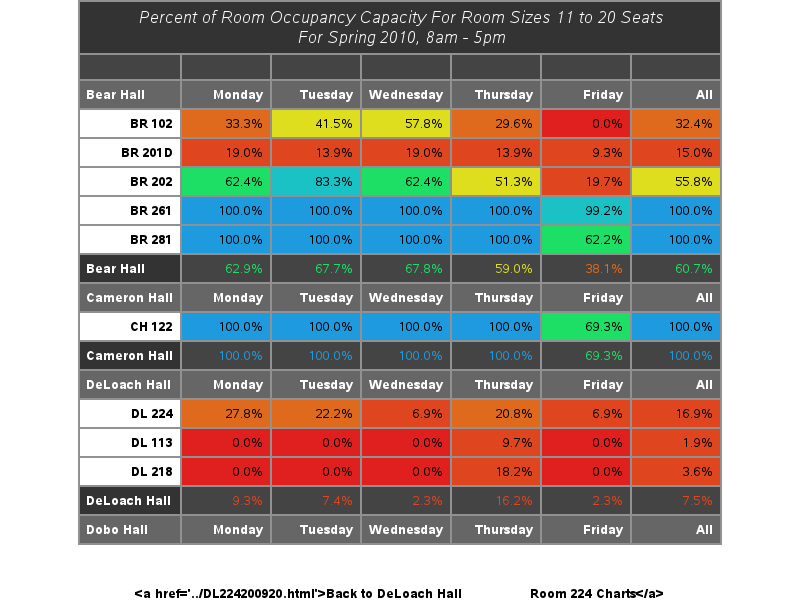 Percent of Room Occupancy Capacity For Room Sizes 11 to 20 Seats
For Spring 2010, 8am - 5pm
Bear Hall Monday Tuesday Wednesday Thursday Friday All
BR 102 33.3% 41.5% 57.8% 29.6% 0.0% 32.4%
BR 201D 19.0% 13.9% 19.0% 13.9% 9.3% 15.0%
BR 202 62.4% 83.3% 62.4% 51.3% 19.7% 55.8%
BR 261 100.0% 100.0% 100.0% 100.0% 99.2% 100.0%
BR 281 100.0% 100.0% 100.0% 100.0% 62.2% 100.0%
Bear Hall 62.9% 67.7% 67.8% 59.0% 38.1% 60.7%
Cameron Hall Monday Tuesday Wednesday Thursday Friday All
CH 122 100.0% 100.0% 100.0% 100.0% 69.3% 100.0%
Cameron Hall 100.0% 100.0% 100.0% 100.0% 69.3% 100.0%
DeLoach Hall Monday Tuesday Wednesday Thursday Friday All
DL 224 27.8% 22.2% 6.9% 20.8% 6.9% 16.9%
DL 113 0.0% 0.0% 0.0% 9.7% 0.0% 1.9%
DL 218 0.0% 0.0% 0.0% 18.2% 0.0% 3.6%
DeLoach Hall 9.3% 7.4% 2.3% 16.2% 2.3% 7.5%
Dobo Hall Monday Tuesday Wednesday Thursday Friday All
<a href='../DL224200920.html'>Back to DeLoach Hall Room 224 Charts</a>